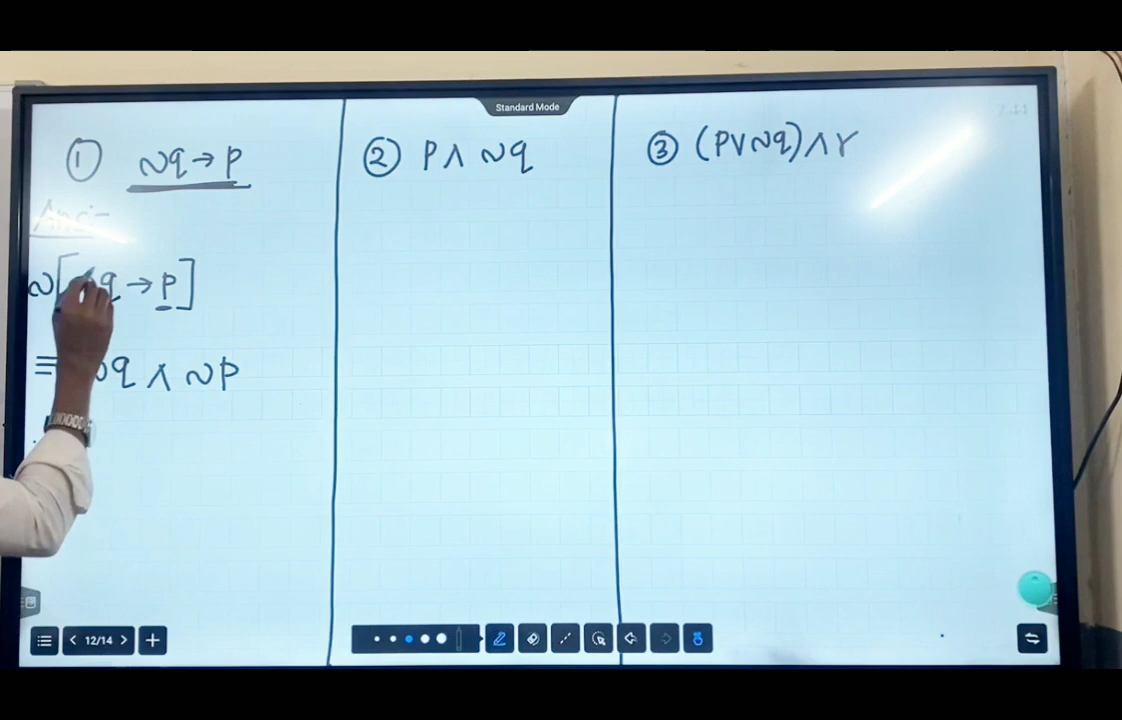 Standard Mode
① ~q → p
② p ∧ ~q
③ (p ∨ ~q) ∧ r
Ans:-
~[ q → p]
≡ ~q ∧ ~p
12/14